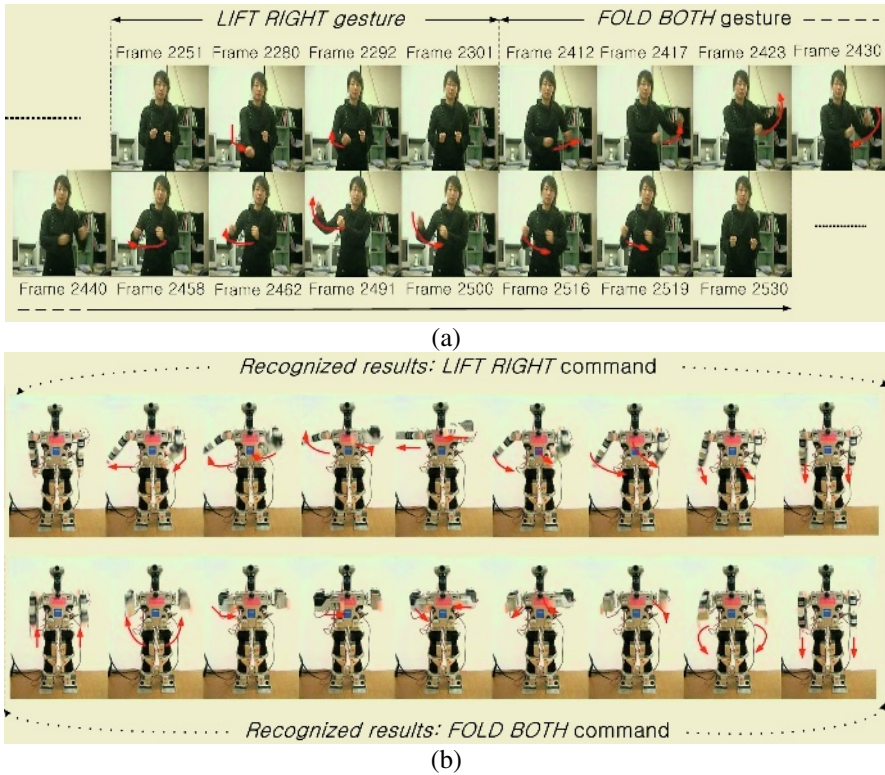 LIFT RIGHT gesture FOLD BOTH gesture
Frame 2251 Frame 2280 Frame 2292 Frame 2301 Frame 2412 Frame 2417 Frame 2423 Frame 2430
Frame 2440 Frame 2458 Frame 2462 Frame 2491 Frame 2500 Frame 2516 Frame 2519 Frame 2530
(a)
Recognized results: LIFT RIGHT command
Recognized results: FOLD BOTH command
(b)